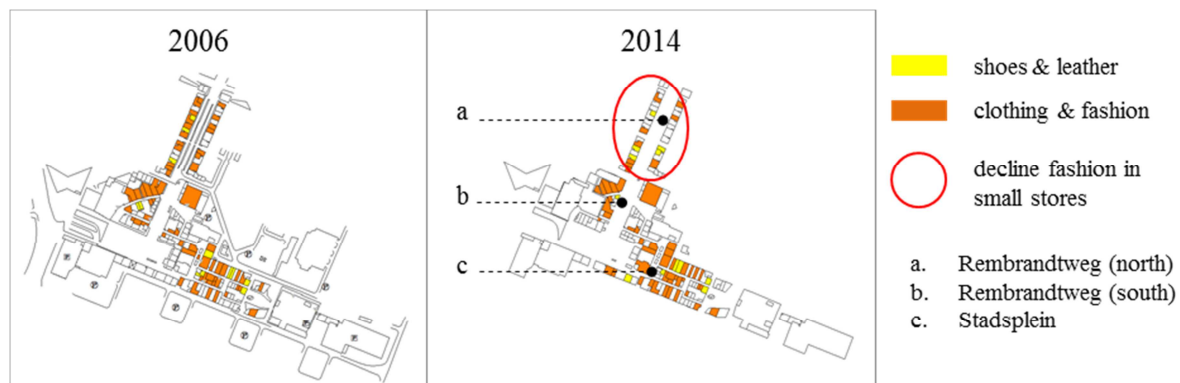 2006
2014
a
b
c
shoes & leather
clothing & fashion
decline fashion in
small stores
a. Rembrandtweg (north)
b. Rembrandtweg (south)
c. Stadsplein